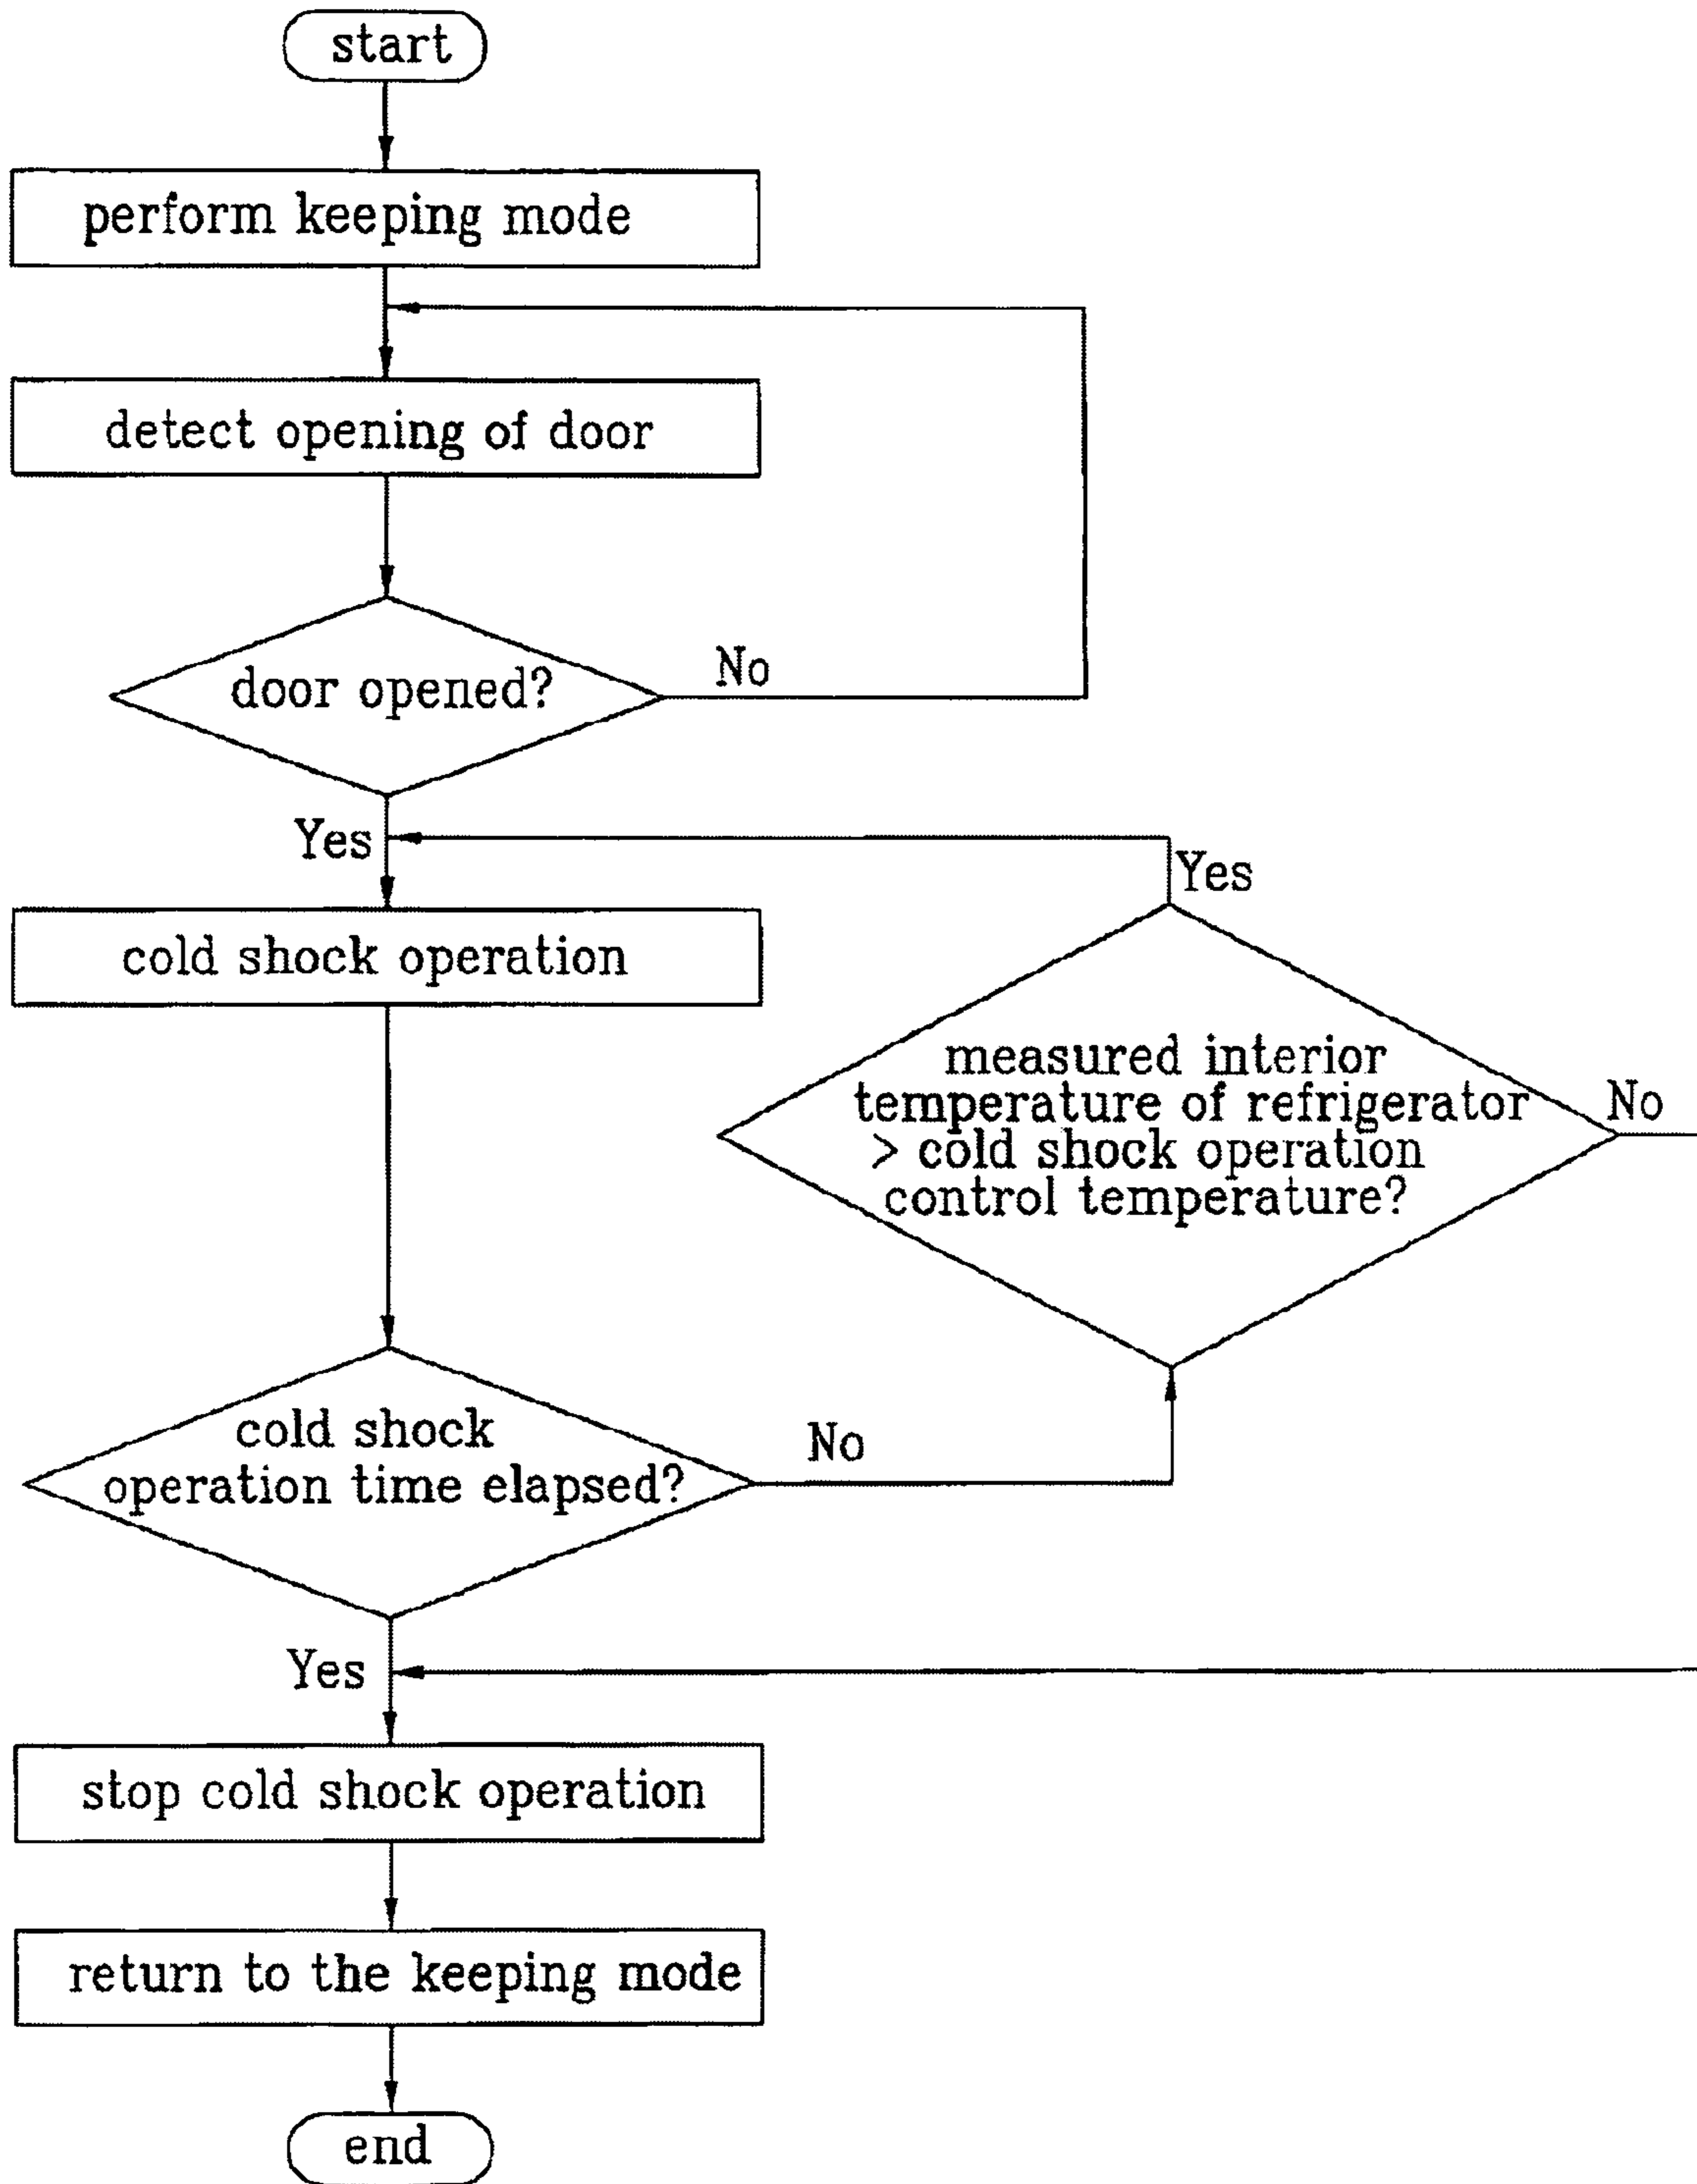 start
perform keeping mode
detect opening of door
door opened?
No
Yes
Yes
cold shock operation
measured interior
temperature of refrigerator
> cold shock operation
control temperature?
No
cold shock
operation time elapsed?
No
Yes
stop cold shock operation
return to the keeping mode
end